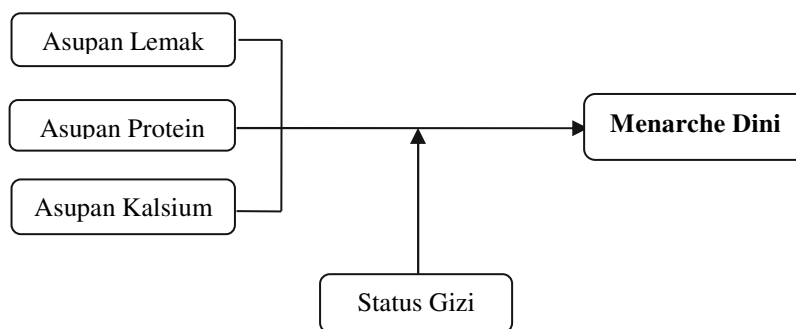 Asupan Lemak
Asupan Protein
Asupan Kalsium
Menarche Dini
Status Gizi